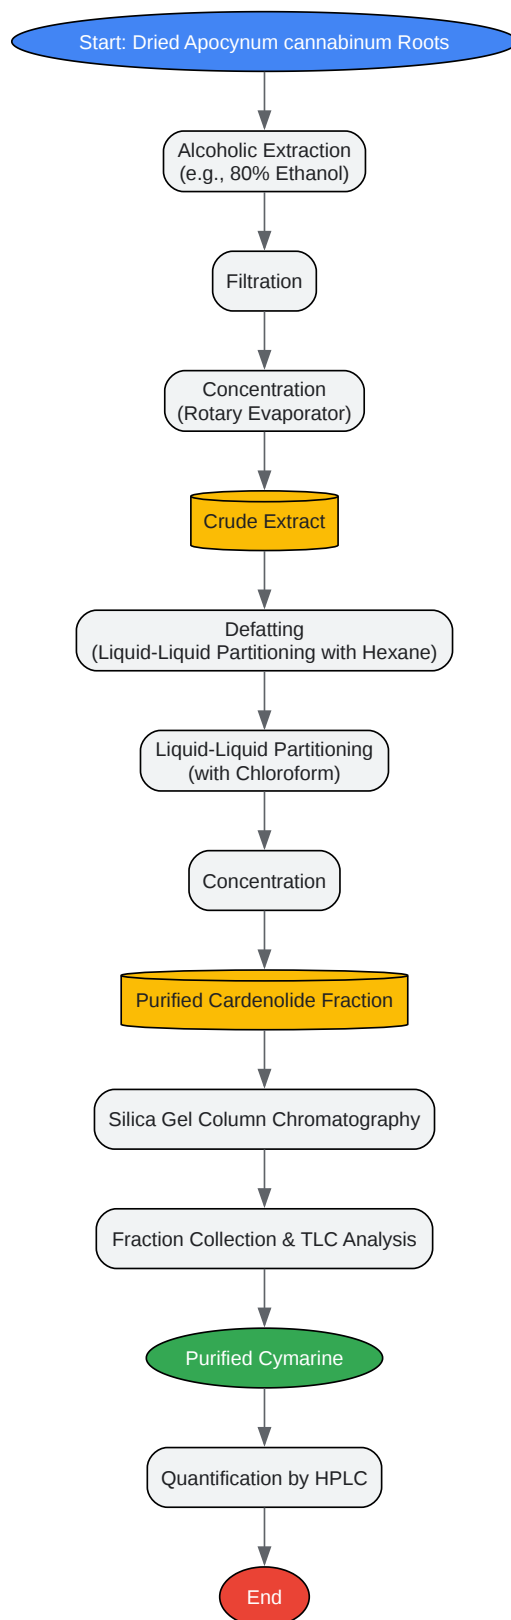 Start: Dried Apocynum cannabinum Roots
Alcoholic Extraction
(e.g., 80% Ethanol)
Filtration
Concentration
(Rotary Evaporator)
Crude Extract
Defatting
(Liquid-Liquid Partitioning with Hexane)
Liquid-Liquid Partitioning
(with Chloroform)
Concentration
Purified Cardenolide Fraction
Silica Gel Column Chromatography
Fraction Collection & TLC Analysis
Purified Cymarine
Quantification by HPLC
End